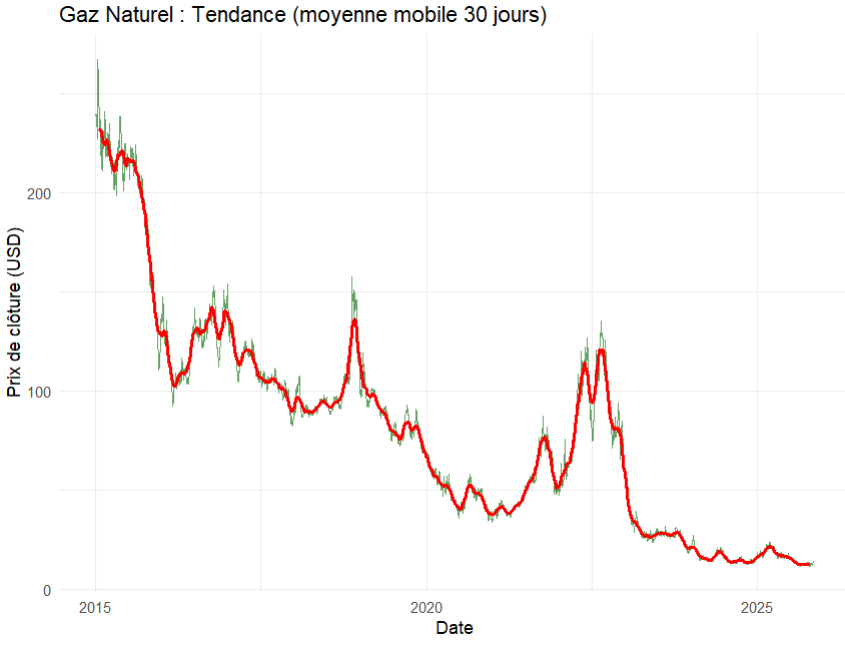 Gaz Naturel : Tendance (moyenne mobile 30 jours)
Prix de clôture (USD)
200
100
0
2015
2020
2025
Date